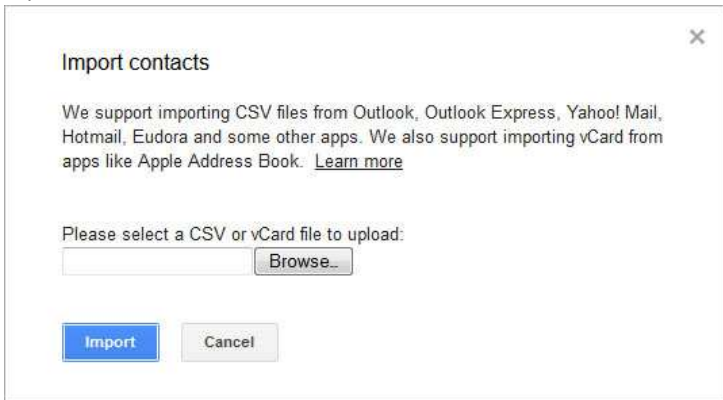 Import contacts
We support importing CSV files from Outlook, Outlook Express, Yahoo! Mail,
Hotmail, Eudora and some other apps. We also support importing vCard from
apps like Apple Address Book. Learn more
Please select a CSV or vCard file to upload:
Browse..
Import Cancel